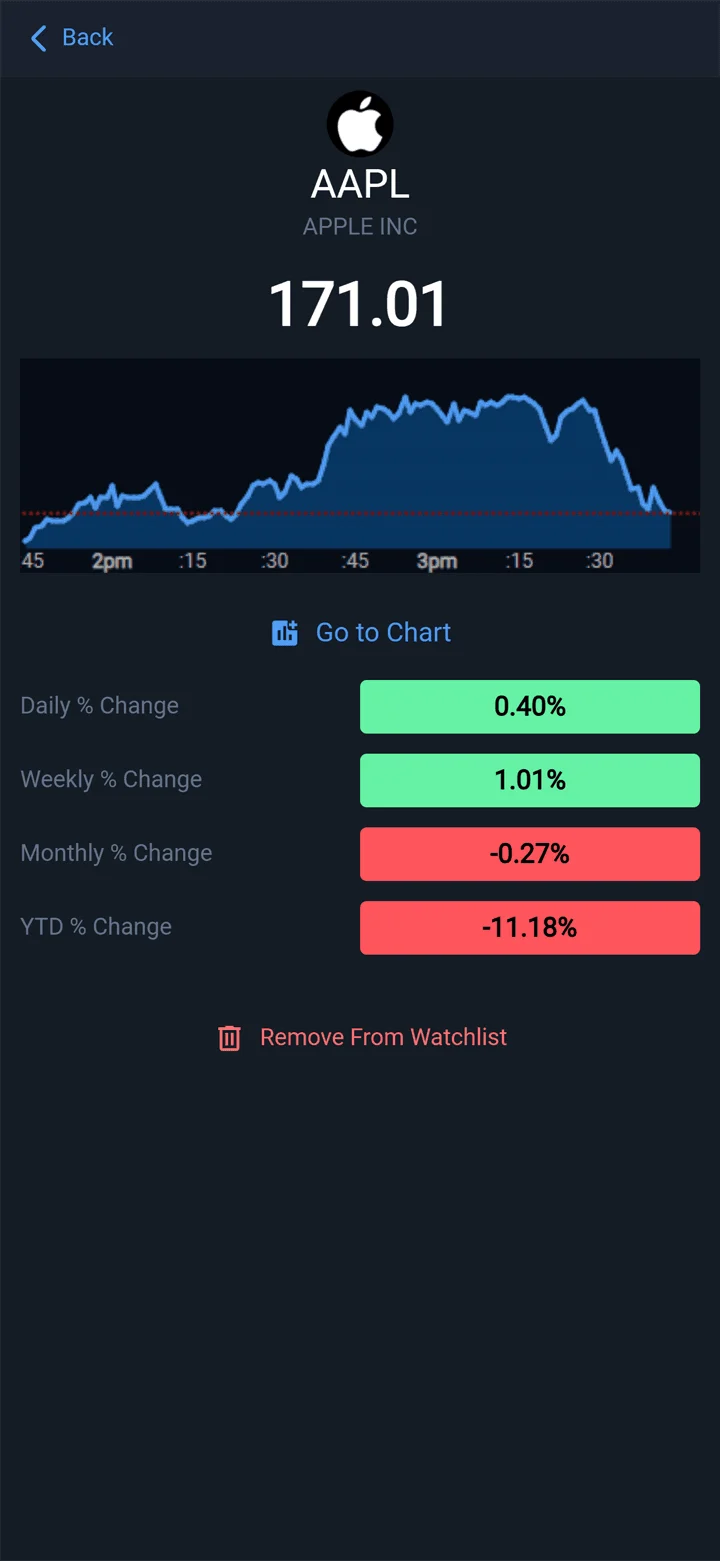 Back
AAPL
APPLE INC
171.01
45 2pm :15 :30 :45 3pm :15 :30
Go to Chart
Daily % Change 0.40%
Weekly % Change 1.01%
Monthly % Change -0.27%
YTD % Change -11.18%
Remove From Watchlist